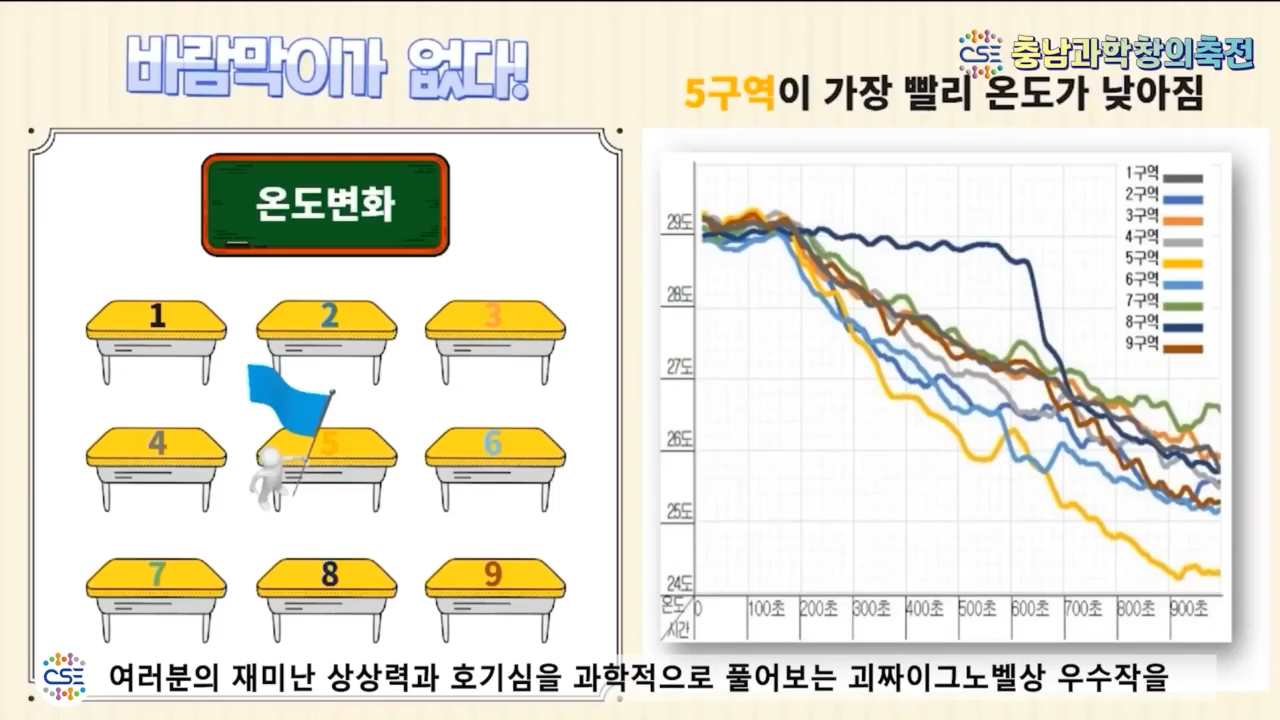 바람막이가 없다!
CSE 충남과학창의축전
5구역이 가장 빨리 온도가 낮아짐
온도변화
1 2 3
4 5 6
7 8 9
1구역
2구역
3구역
4구역
5구역
6구역
7구역
8구역
9구역
29도
28도
27도
26도
25도
24도
온도 0 100초 200초 300초 400초 500초 600초 700초 800초 900초
시간
CSE 여러분의 재미난 상상력과 호기심을 과학적으로 풀어보는 괴짜이그노벨상 우수작을